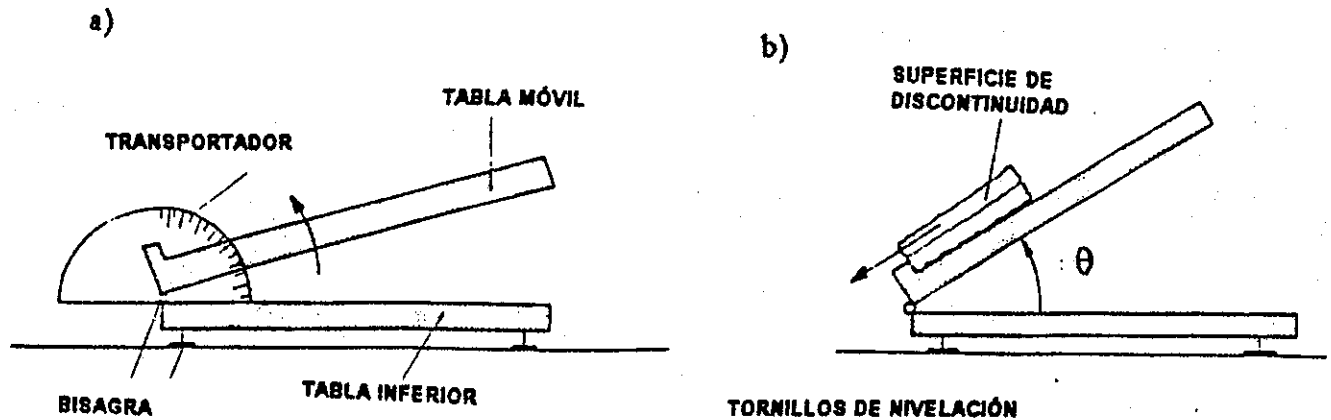 a)
TABLA MÓVIL
TRANSPORTADOR
BISAGRA
TABLA INFERIOR
b)
SUPERFICIE DE
DISCONTINUIDAD
θ
TORNILLOS DE NIVELACIÓN